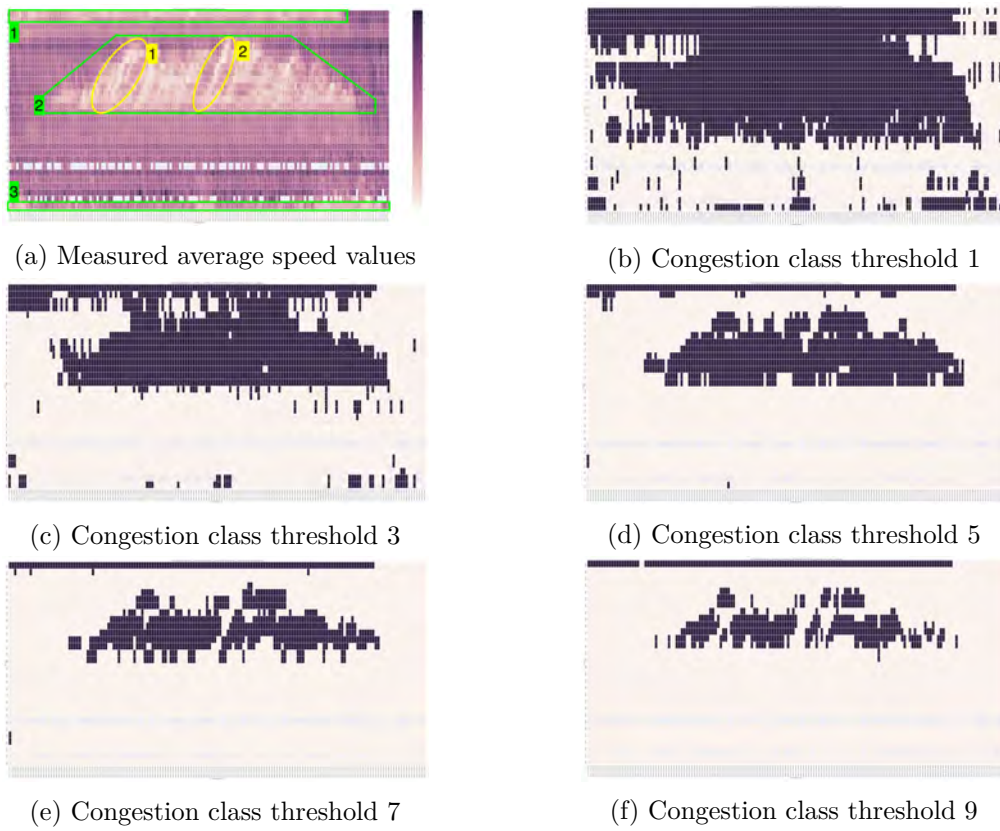 1
2
1
2
3
(a) Measured average speed values
(b) Congestion class threshold 1
(c) Congestion class threshold 3
(d) Congestion class threshold 5
(e) Congestion class threshold 7
(f) Congestion class threshold 9